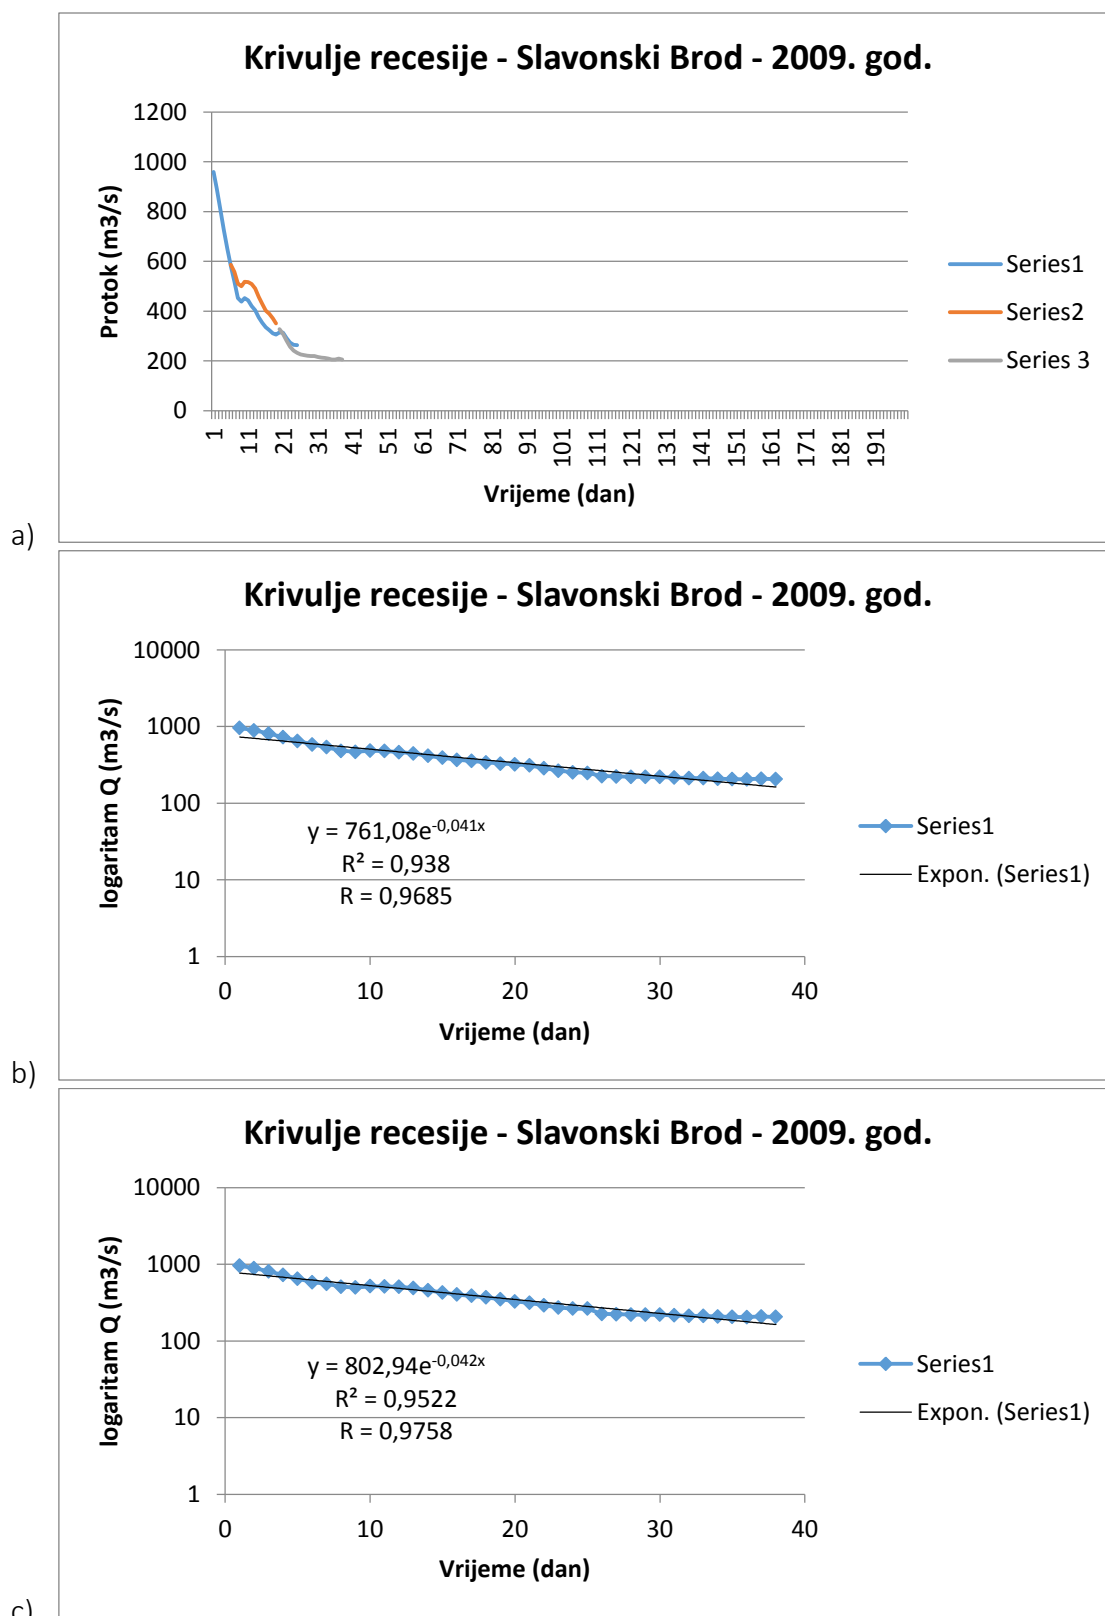 Krivulje recesije - Slavonski Brod - 2009. god.
1200
1000
800
600
400
200
0
Protok (m3/s)
1 11 21 31 41 51 61 71 81 91 101 111 121 131 141 151 161 171 181 191
Vrijeme (dan)
Series1
Series2
Series 3
a)
Krivulje recesije - Slavonski Brod - 2009. god.
10000
1000
100
10
1
logaritam Q (m3/s)
y = 761,08e-0,041x
R² = 0,938
R = 0,9685
0 10 20 30 40
Vrijeme (dan)
Series1
Expon. (Series1)
b)
Krivulje recesije - Slavonski Brod - 2009. god.
10000
1000
100
10
1
logaritam Q (m3/s)
y = 802,94e-0,042x
R² = 0,9522
R = 0,9758
0 10 20 30 40
Vrijeme (dan)
Series1
Expon. (Series1)
c)